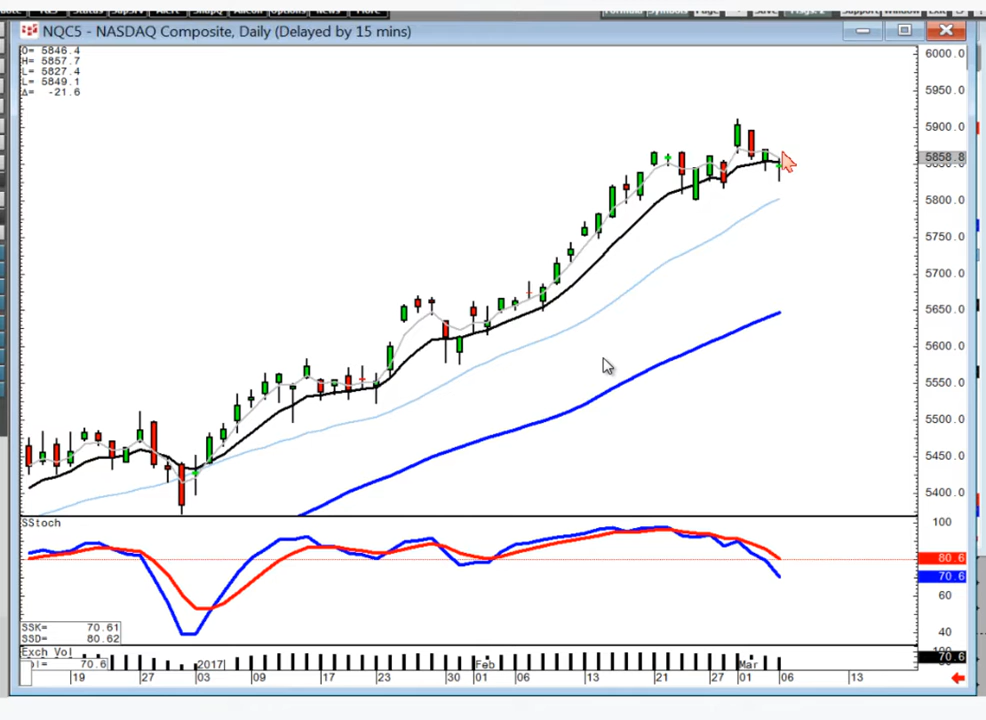 NQC5 - NASDAQ Composite, Daily (Delayed by 15 mins)
O= 5846.4
H= 5857.7
L= 5827.4
L= 5849.1
Δ= -21.6
6000.0
5950.0
5900.0
5858.8
5800.0
5750.0
5700.0
5650.0
5600.0
5550.0
5500.0
5450.0
5400.0
SStoch
100
80.6
70.6
60
40
SSK= 70.61
SSD= 80.62
Exch Vol
70.6
70.6
2017
Feb
Mar
19 27 03 09 17 23 30 01 06 13 21 27 01 06 13